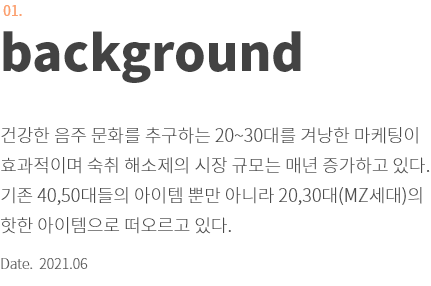 01.
background
건강한 음주 문화를 추구하는 20~30대를 겨냥한 마케팅이
효과적이며 숙취 해소제의 시장 규모는 매년 증가하고 있다.
기존 40,50대들의 아이템 뿐만 아니라 20,30대(MZ세대)의
핫한 아이템으로 떠오르고 있다.
Date. 2021.06